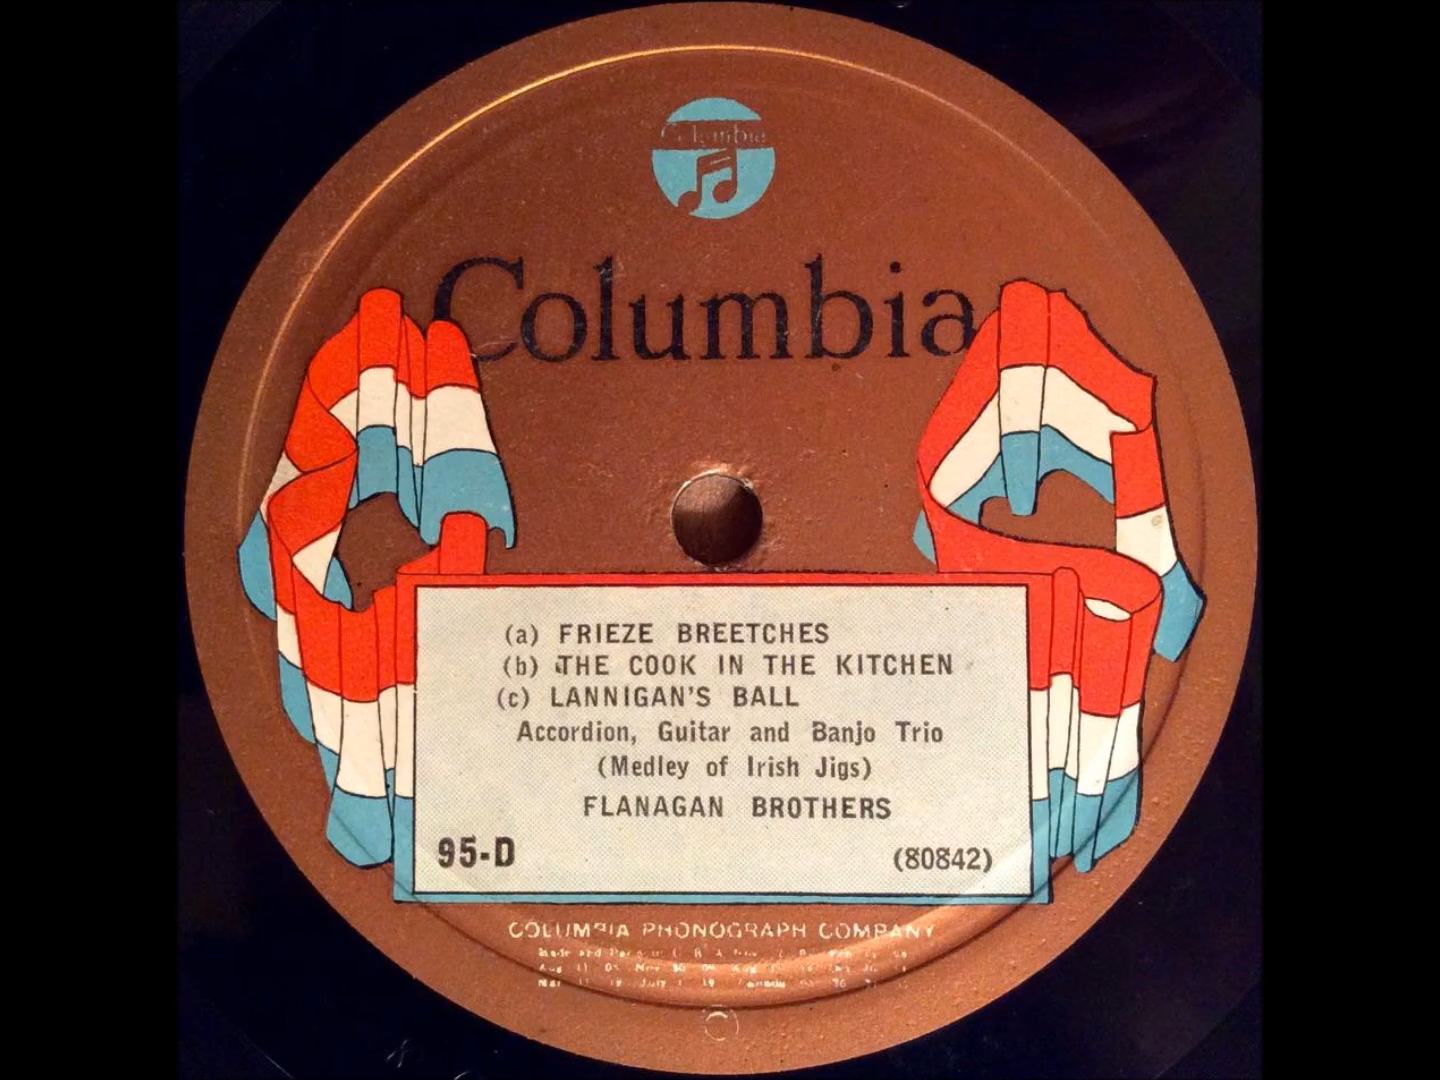 Columbia
Columbia
(a) FRIEZE BREETCHES
(b) THE COOK IN THE KITCHEN
(c) LANNIGAN'S BALL
Accordion, Guitar and Banjo Trio
(Medley of Irish Jigs)
FLANAGAN BROTHERS
95-D (80842)
COLUMBIA PHONOGRAPH COMPANY